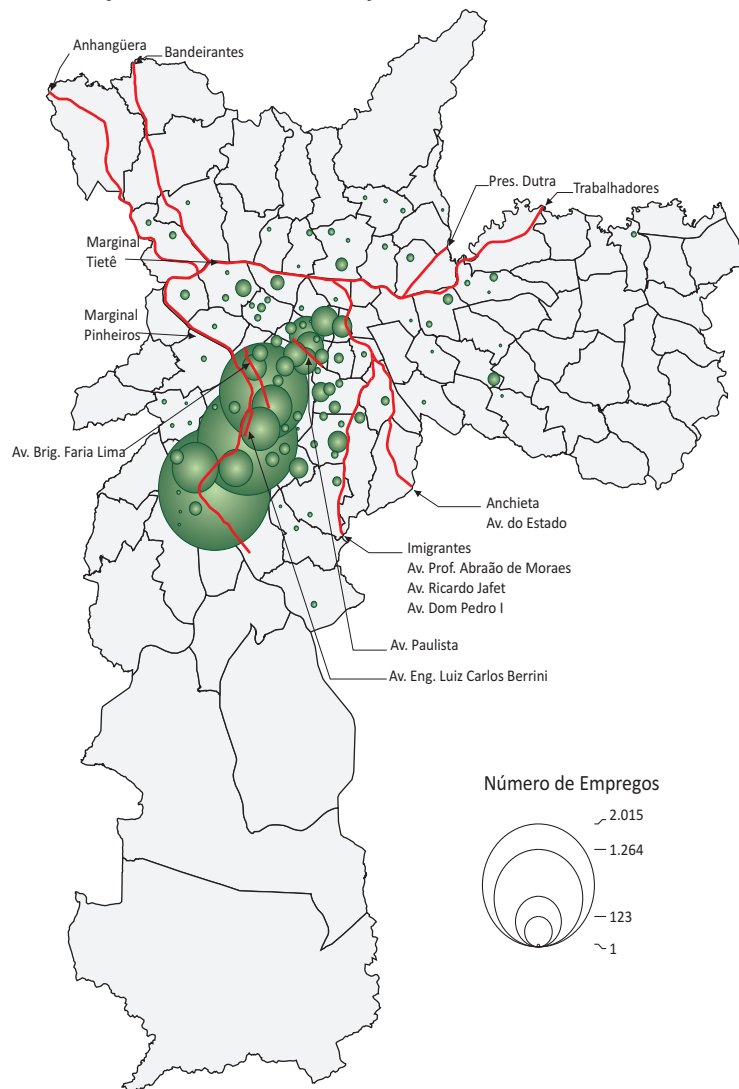 Anhangüera
Bandeirantes
Pres. Dutra
Trabalhadores
Marginal
Tietê
Marginal
Pinheiros
Av. Brig. Faria Lima
Anchieta
Av. do Estado
Imigrantes
Av. Prof. Abraão de Moraes
Av. Ricardo Jafet
Av. Dom Pedro I
Av. Paulista
Av. Eng. Luiz Carlos Berrini
Número de Empregos
2.015
1.264
123
1